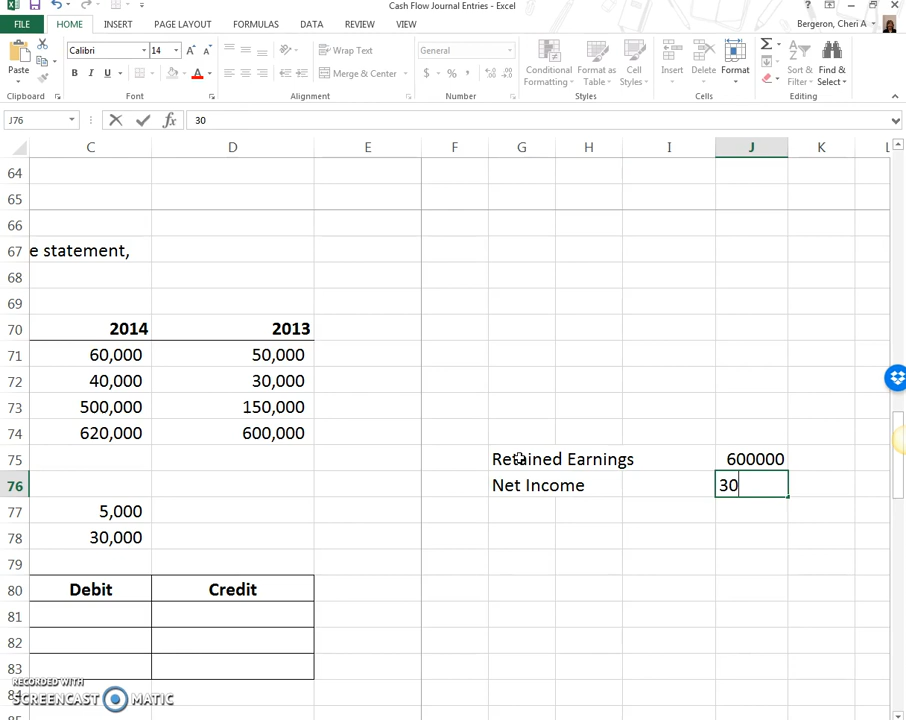 Cash Flow Journal Entries - Excel
FILE HOME INSERT PAGE LAYOUT FORMULAS DATA REVIEW VIEW Bergeron, Cheri A
Calibri 14 Wrap Text General
Paste B I U Merge & Center $ % Conditional Formatting Format as Table Cell Styles Insert Delete Format Sort & Filter Find & Select
Clipboard Font Alignment Number Styles Cells Editing
J76 fx 30
C D E F G H I J K L
64
65
66
67 e statement,
68
69
70 2014 2013
71 60,000 50,000
72 40,000 30,000
73 500,000 150,000
74 620,000 600,000
75 Retained Earnings 600000
76 Net Income 30
77 5,000
78 30,000
79
80 Debit Credit
81
82
83
84
RECORDED WITH
SCREENCAST MATIC
85